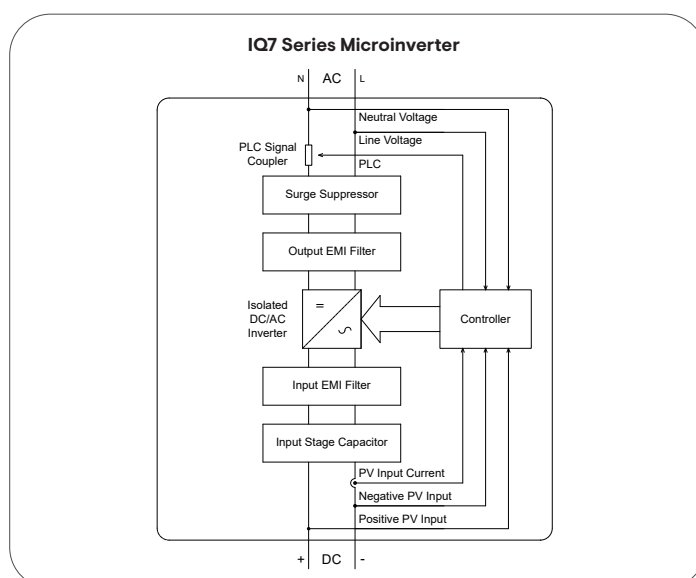 IQ7 Series Microinverter
N AC L
Neutral Voltage
Line Voltage
PLC Signal
Coupler
PLC
Surge Suppressor
Output EMI Filter
Isolated
DC/AC
Inverter
=
∿
Controller
Input EMI Filter
Input Stage Capacitor
PV Input Current
Negative PV Input
Positive PV Input
+ DC -